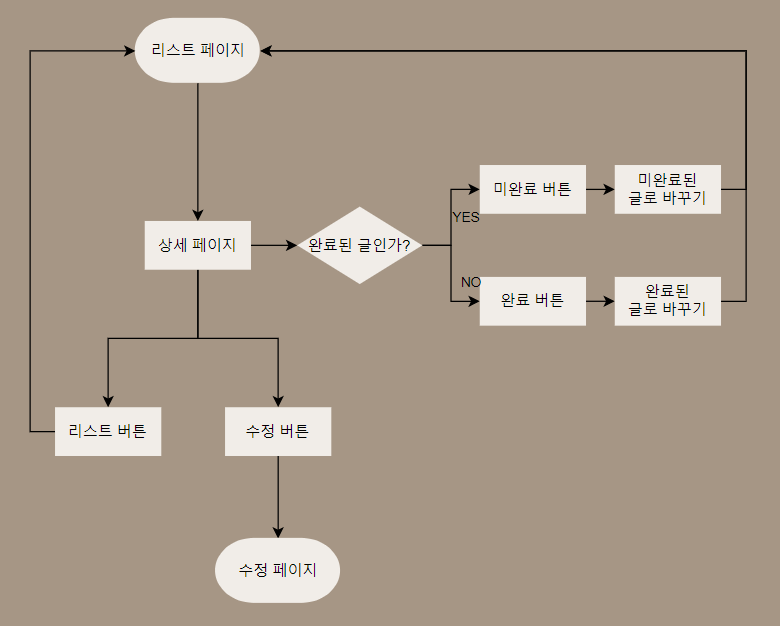 리스트 페이지
미완료 버튼
미완료된
글로 바꾸기
YES
상세 페이지
완료된 글인가?
NO
완료 버튼
완료된
글로 바꾸기
리스트 버튼
수정 버튼
수정 페이지